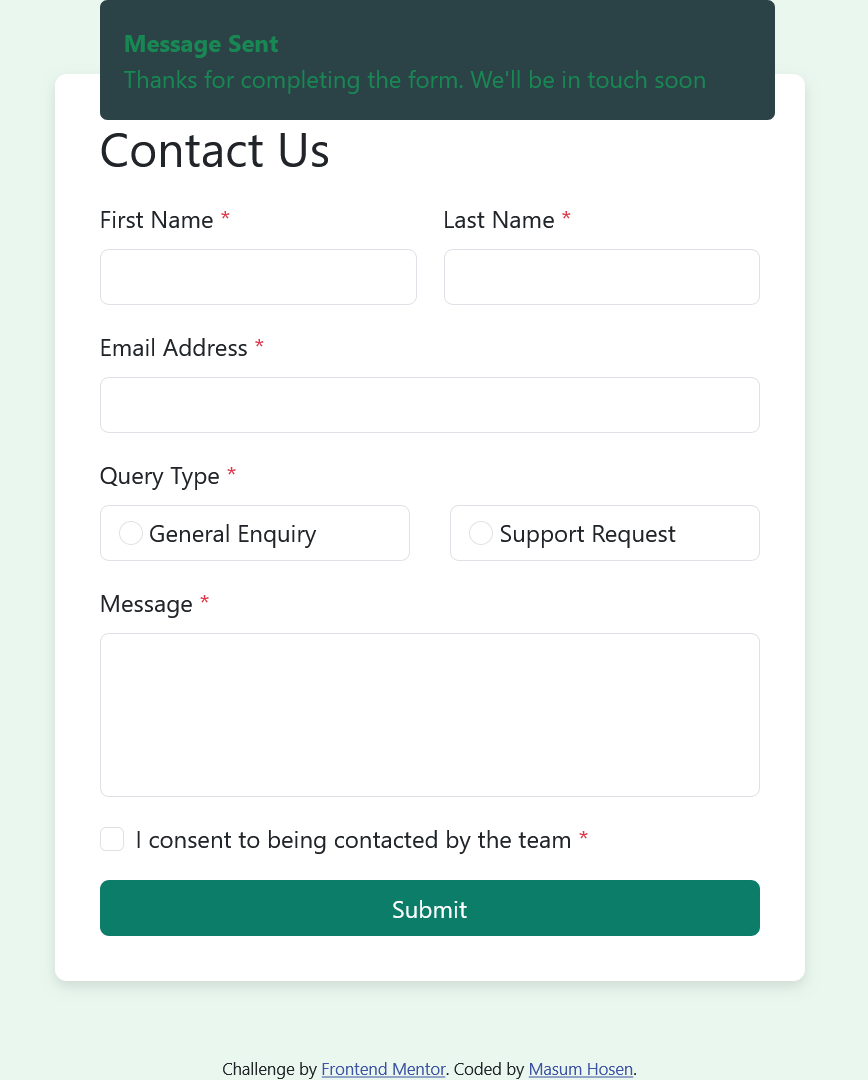 Message Sent
Thanks for completing the form. We'll be in touch soon
Contact Us
First Name *
Last Name *
Email Address *
Query Type *
General Enquiry
Support Request
Message *
I consent to being contacted by the team *
Submit
Challenge by Frontend Mentor. Coded by Masum Hosen.